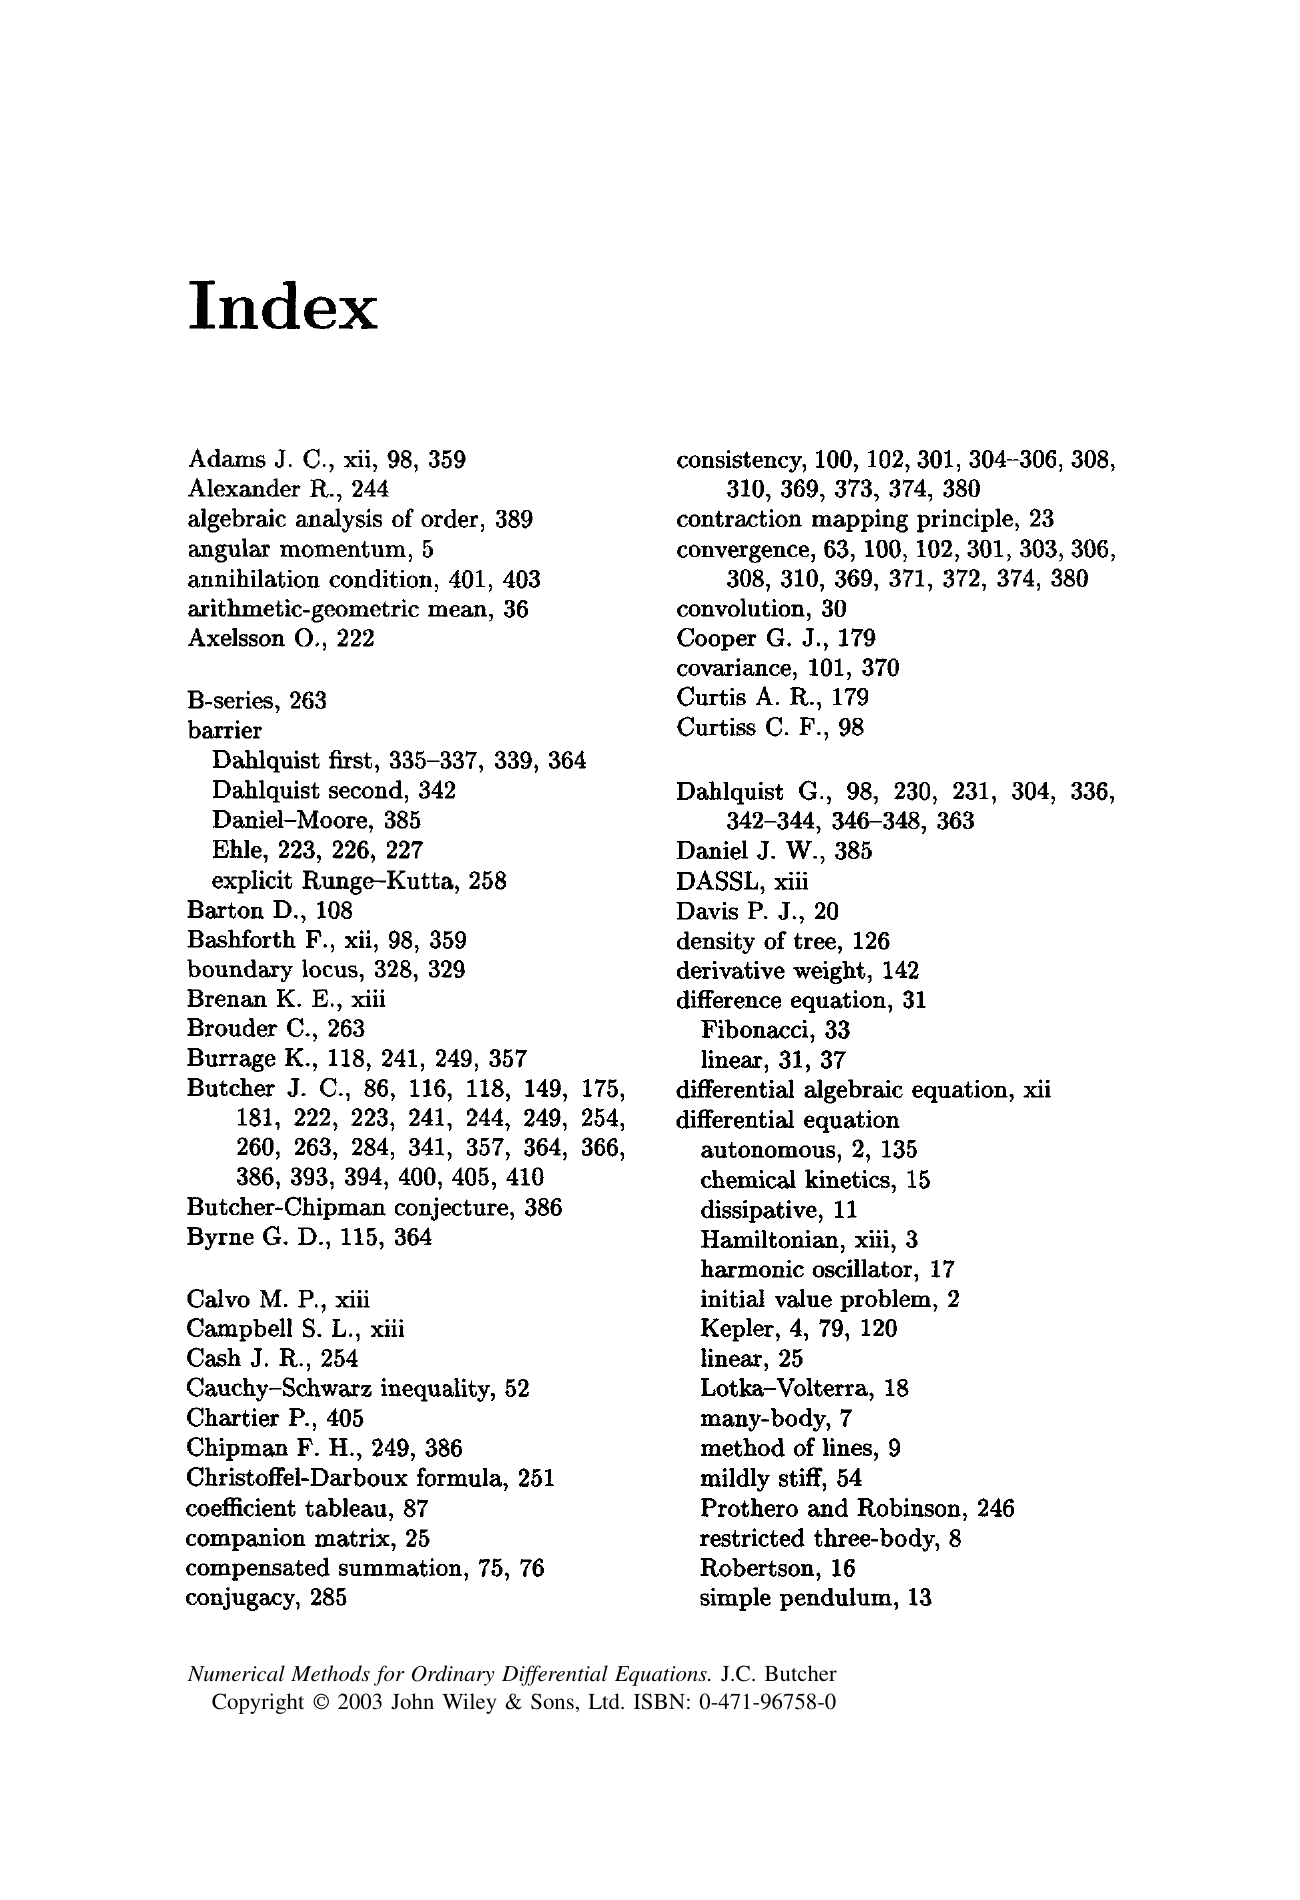 Index
Adams J. C., xii, 98, 359
Alexander R., 244
algebraic analysis of order, 389
angular momentum, 5
annihilation condition, 401, 403
arithmetic-geometric mean, 36
Axelsson O., 222
B-series, 263
barrier
Dahlquist first, 335–337, 339, 364
Dahlquist second, 342
Daniel–Moore, 385
Ehle, 223, 226, 227
explicit Runge–Kutta, 258
Barton D., 108
Bashforth F., xii, 98, 359
boundary locus, 328, 329
Brenan K. E., xiii
Brouder C., 263
Burrage K., 118, 241, 249, 357
Butcher J. C., 86, 116, 118, 149, 175,
181, 222, 223, 241, 244, 249, 254,
260, 263, 284, 341, 357, 364, 366,
386, 393, 394, 400, 405, 410
Butcher-Chipman conjecture, 386
Byrne G. D., 115, 364
Calvo M. P., xiii
Campbell S. L., xiii
Cash J. R., 254
Cauchy–Schwarz inequality, 52
Chartier P., 405
Chipman F. H., 249, 386
Christoffel-Darboux formula, 251
coefficient tableau, 87
companion matrix, 25
compensated summation, 75, 76
conjugacy, 285
consistency, 100, 102, 301, 304–306, 308,
310, 369, 373, 374, 380
contraction mapping principle, 23
convergence, 63, 100, 102, 301, 303, 306,
308, 310, 369, 371, 372, 374, 380
convolution, 30
Cooper G. J., 179
covariance, 101, 370
Curtis A. R., 179
Curtiss C. F., 98
Dahlquist G., 98, 230, 231, 304, 336,
342–344, 346–348, 363
Daniel J. W., 385
DASSL, xiii
Davis P. J., 20
density of tree, 126
derivative weight, 142
difference equation, 31
Fibonacci, 33
linear, 31, 37
differential algebraic equation, xii
differential equation
autonomous, 2, 135
chemical kinetics, 15
dissipative, 11
Hamiltonian, xiii, 3
harmonic oscillator, 17
initial value problem, 2
Kepler, 4, 79, 120
linear, 25
Lotka–Volterra, 18
many-body, 7
method of lines, 9
mildly stiff, 54
Prothero and Robinson, 246
restricted three-body, 8
Robertson, 16
simple pendulum, 13
Numerical Methods for Ordinary Differential Equations. J.C. Butcher
Copyright © 2003 John Wiley & Sons, Ltd. ISBN: 0-471-96758-0